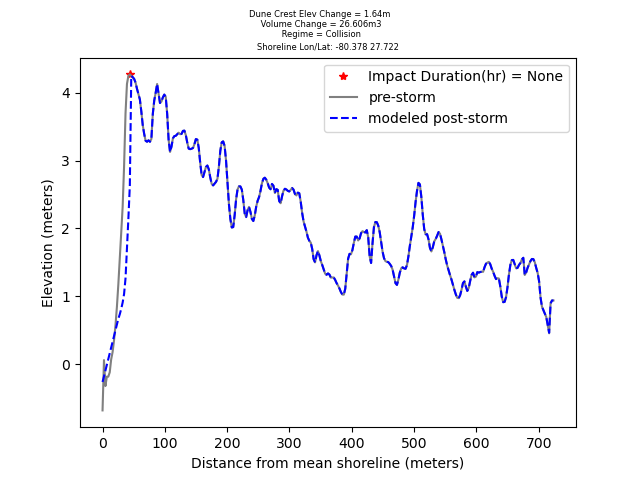 Dune Crest Elev Change = 1.64m
Volume Change = 26.606m3
Regime = Collision
Shoreline Lon/Lat: -80.378 27.722
Impact Duration(hr) = None
pre-storm
modeled post-storm
Elevation (meters)
4
3
2
1
0
0 100 200 300 400 500 600 700
Distance from mean shoreline (meters)